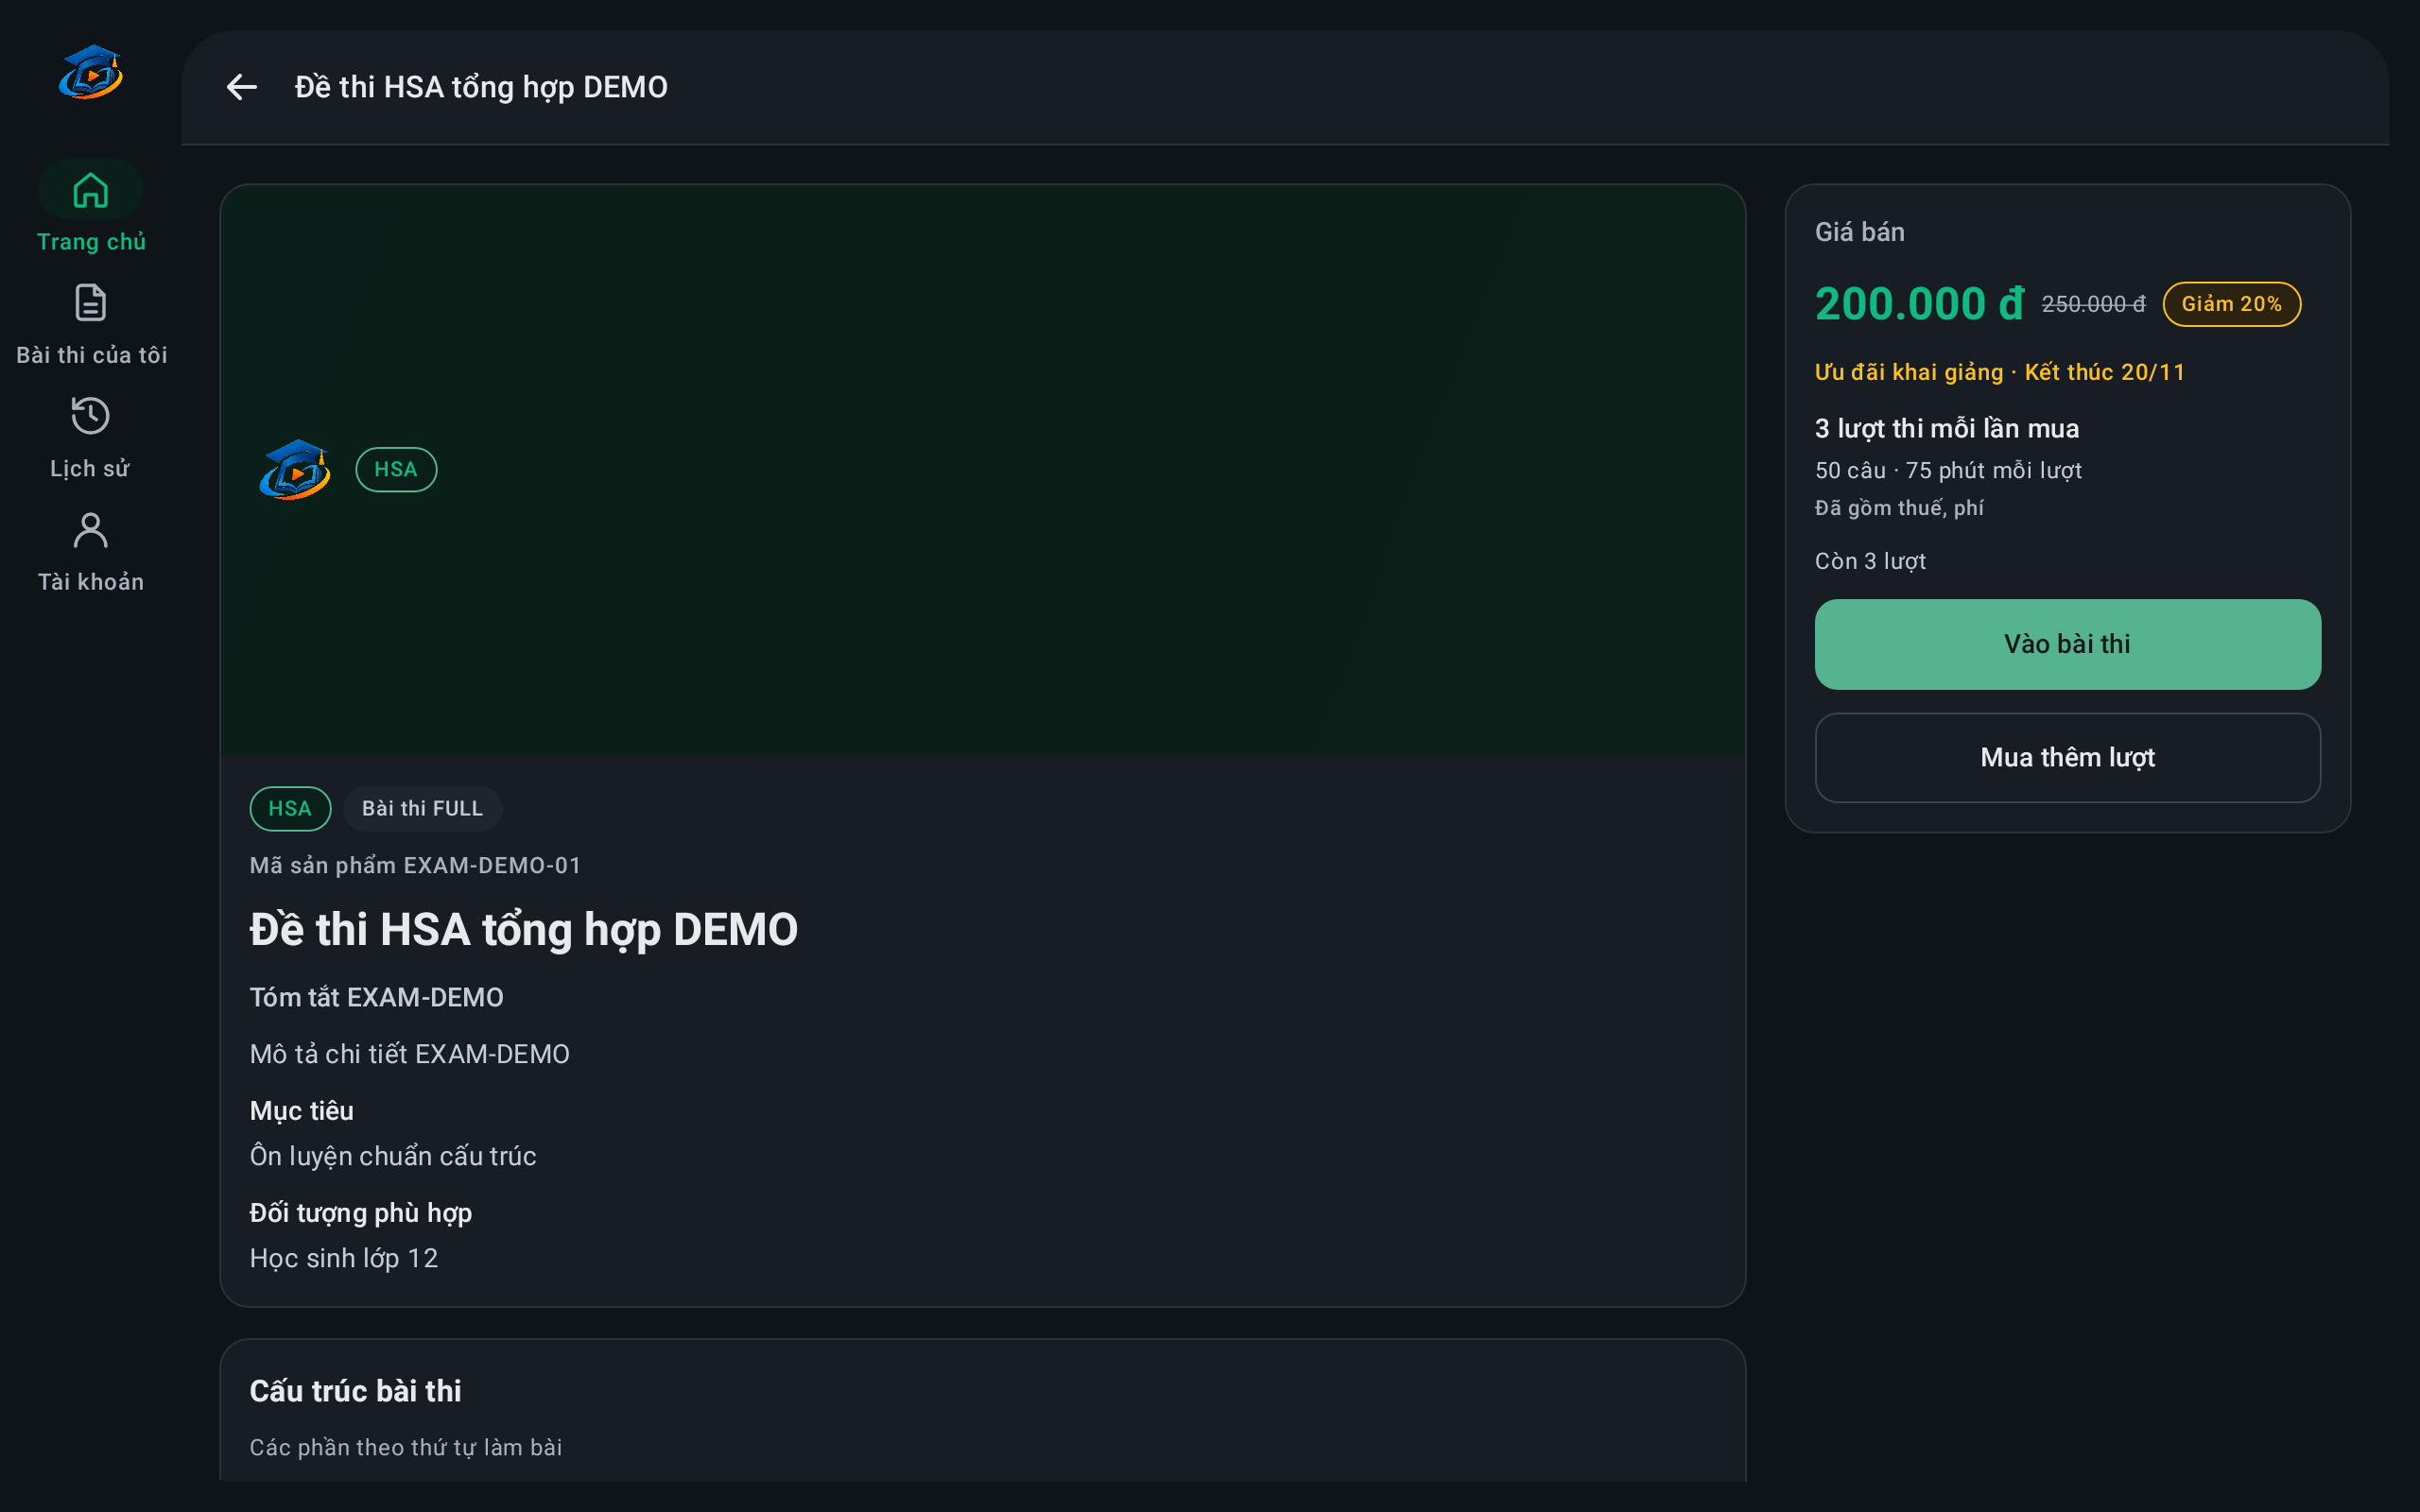 Đề thi HSA tổng hợp DEMO
Trang chủ
Bài thi của tôi
Lịch sử
Tài khoản
HSA
HSA
Bài thi FULL
Mã sản phẩm EXAM-DEMO-01
Đề thi HSA tổng hợp DEMO
Tóm tắt EXAM-DEMO
Mô tả chi tiết EXAM-DEMO
Mục tiêu
Ôn luyện chuẩn cấu trúc
Đối tượng phù hợp
Học sinh lớp 12
Cấu trúc bài thi
Các phần theo thứ tự làm bài
Giá bán
200.000 đ 250.000 đ Giảm 20%
Ưu đãi khai giảng · Kết thúc 20/11
3 lượt thi mỗi lần mua
50 câu · 75 phút mỗi lượt
Đã gồm thuế, phí
Còn 3 lượt
Vào bài thi
Mua thêm lượt